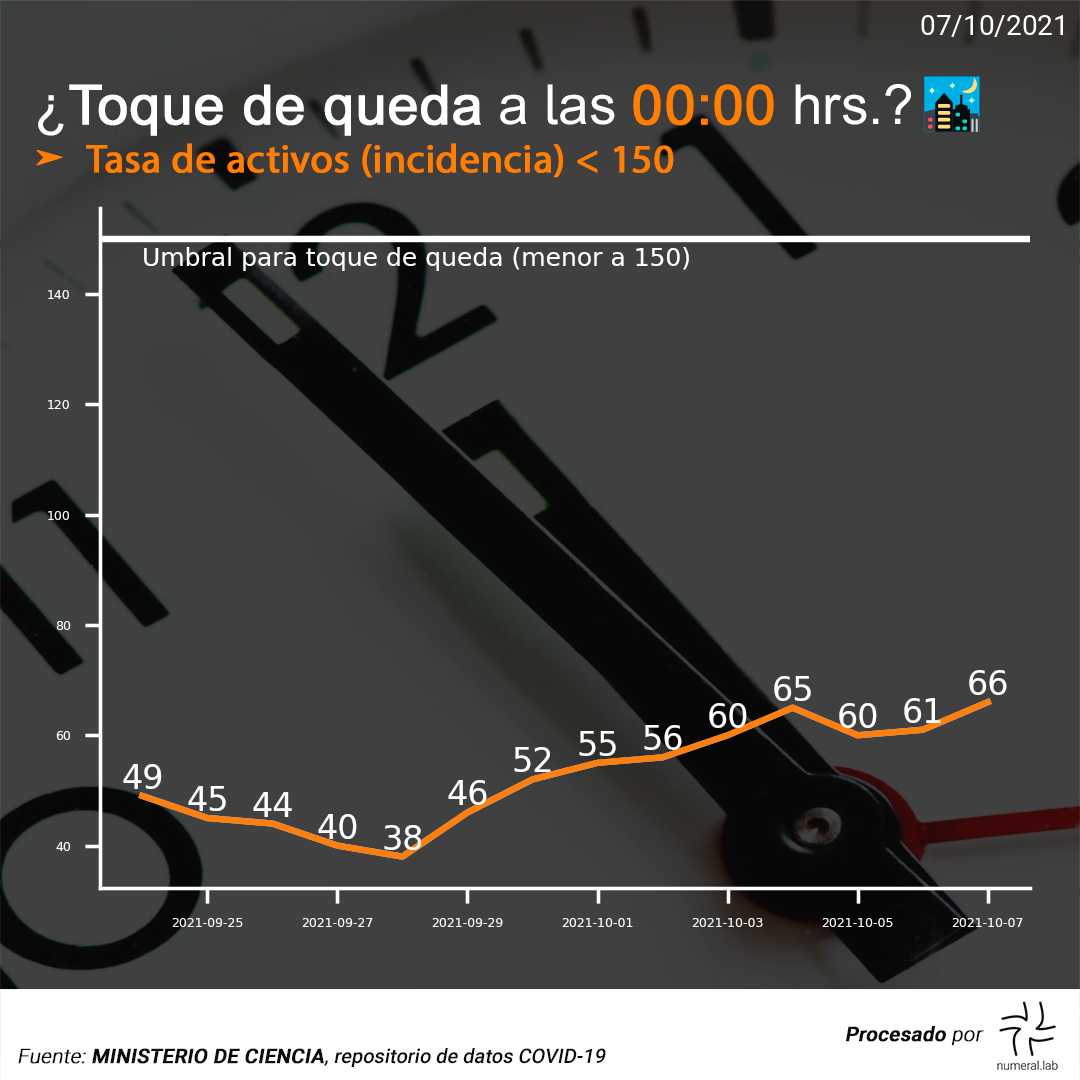 07/10/2021
¿Toque de queda a las 00:00 hrs.?
➤ Tasa de activos (incidencia) < 150
Umbral para toque de queda (menor a 150)
140
120
100
80
60
40
49 45 44 40 38 46 52 55 56 60 65 60 61 66
2021-09-25 2021-09-27 2021-09-29 2021-10-01 2021-10-03 2021-10-05 2021-10-07
2
1
11
0
Procesado por
numeral.lab
Fuente: MINISTERIO DE CIENCIA, repositorio de datos COVID-19